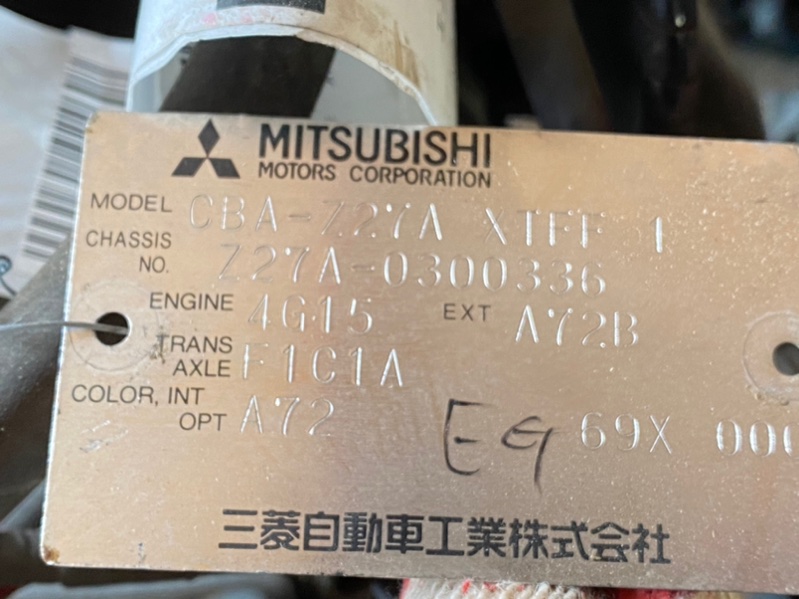 MITSUBISHI
MOTORS CORPORATION
MODEL CBA-Z27A XTFF 1
CHASSIS NO. Z27A-0300336
ENGINE 4G15 EXT A72B
TRANS AXLE F1C1A
COLOR, INT OPT A72 69X 000
EG
三菱自動車工業株式会社